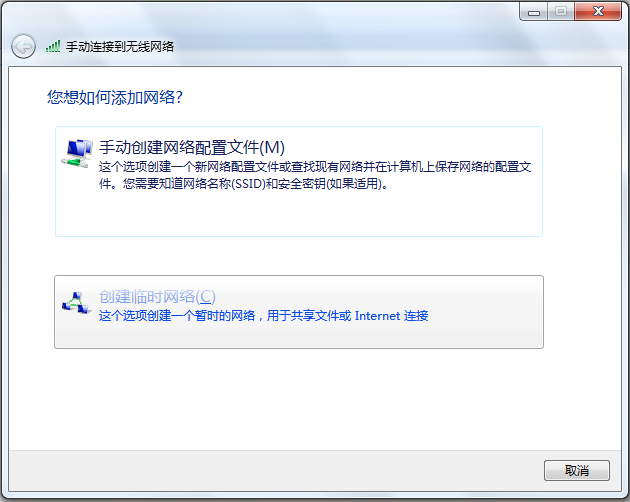 手动连接到无线网络
您想如何添加网络?
手动创建网络配置文件(M)
这个选项创建一个新网络配置文件或查找现有网络并在计算机上保存网络的配置文
件。您需要知道网络名称(SSID)和安全密钥(如果适用)。
创建临时网络(C)
这个选项创建一个暂时的网络，用于共享文件或 Internet 连接
取消